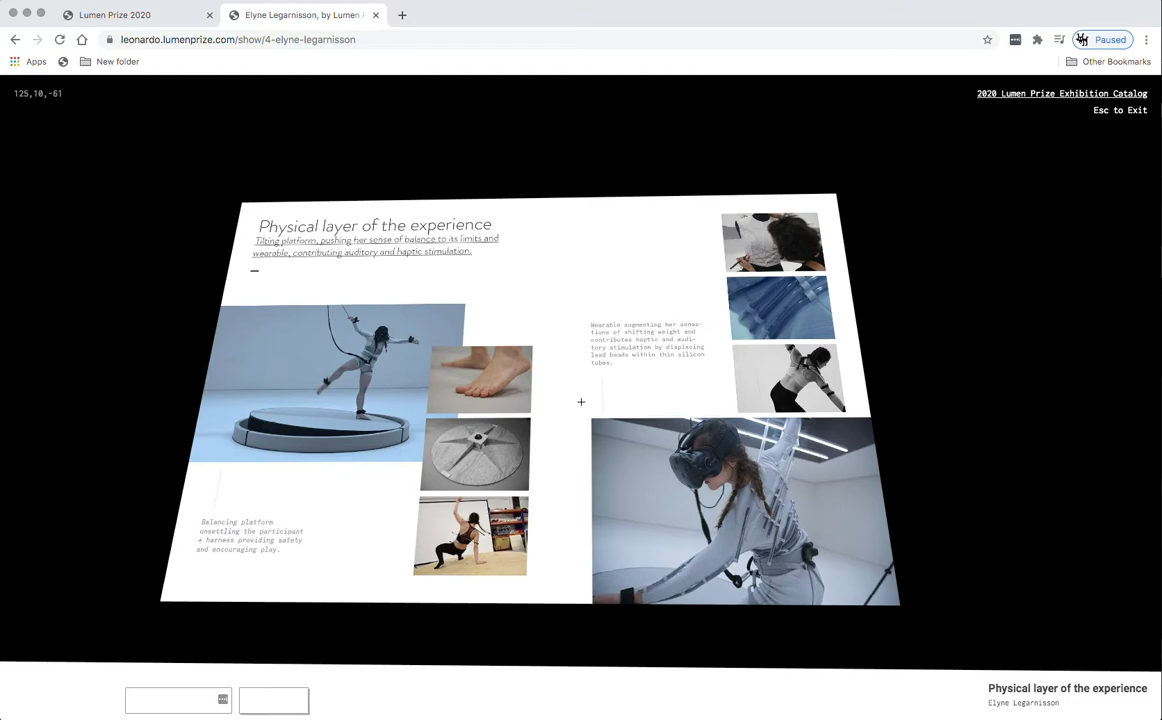 Lumen Prize 2020
Elyne Legarnisson, by Lumen
leonardo.lumenprize.com/show/4-elyne-legarnisson
Paused
Apps
New folder
Other Bookmarks
125,10,-61
2020 Lumen Prize Exhibition Catalog
Esc to Exit
Physical layer of the experience
Tilting platform, pushing her sense of balance to its limits and
wearable, contributing auditory and haptic stimulation.
Wearable augmenting her sensa-
tions of shifting weight and
contributes haptic and audi-
tory stimulation by displacing
lead beads within thin silicon
tubes.
Balancing platform
unsettling the participant
+ harness providing safety
and encouraging play.
Physical layer of the experience
Elyne Legarnisson